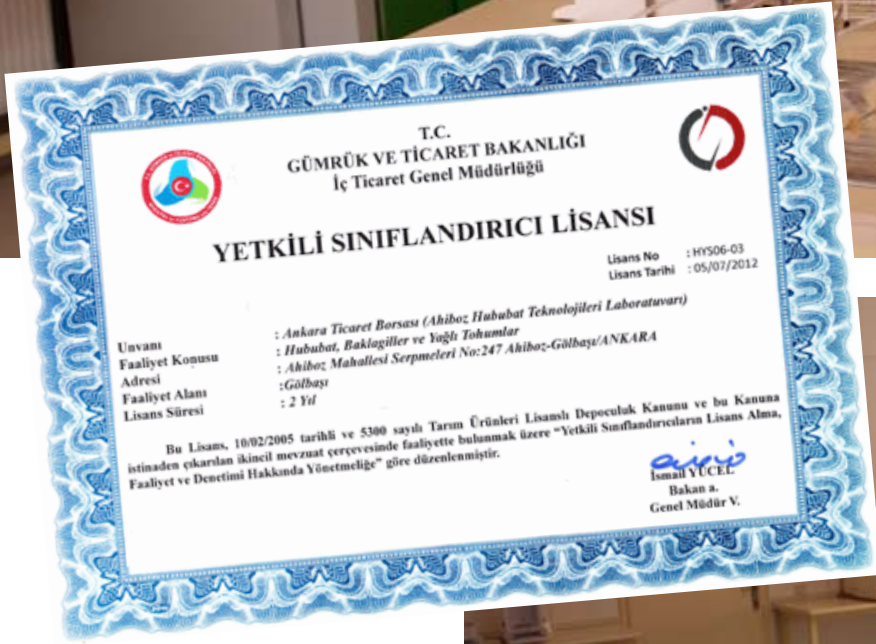 T.C.
GÜMRÜK VE TİCARET BAKANLIĞI
İç Ticaret Genel Müdürlüğü
YETKİLİ SINIFLANDIRICI LİSANSI
Lisans No : HYS06-03
Lisans Tarihi : 05/07/2012
Unvanı : Ankara Ticaret Borsası (Ahiboz Hububat Teknolojileri Laboratuvarı)
Faaliyet Konusu : Hububat, Baklagiller ve Yağlı Tohumlar
Adresi : Ahiboz Mahallesi Serpmeleri No:247 Ahiboz-Gölbaşı/ANKARA
Faaliyet Alanı :Gölbaşı
Lisans Süresi : 2 Yıl
Bu Lisans, 10/02/2005 tarihli ve 5300 sayılı Tarım Ürünleri Lisanslı Depoculuk Kanunu ve bu Kanuna
istinaden çıkarılan ikincil mevzuat çerçevesinde faaliyette bulunmak üzere “Yetkili Sınıflandırıcıların Lisans Alma,
Faaliyet ve Denetimi Hakkında Yönetmeliğe” göre düzenlenmiştir.
İsmail YÜCEL
Bakan a.
Genel Müdür V.